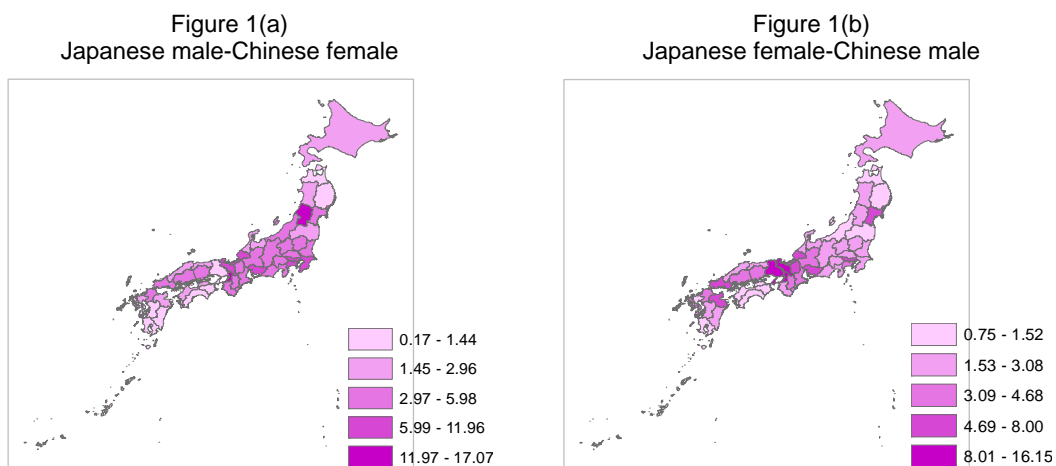 Figure 1(a)
Japanese male-Chinese female
0.17 - 1.44
1.45 - 2.96
2.97 - 5.98
5.99 - 11.96
11.97 - 17.07
Figure 1(b)
Japanese female-Chinese male
0.75 - 1.52
1.53 - 3.08
3.09 - 4.68
4.69 - 8.00
8.01 - 16.15